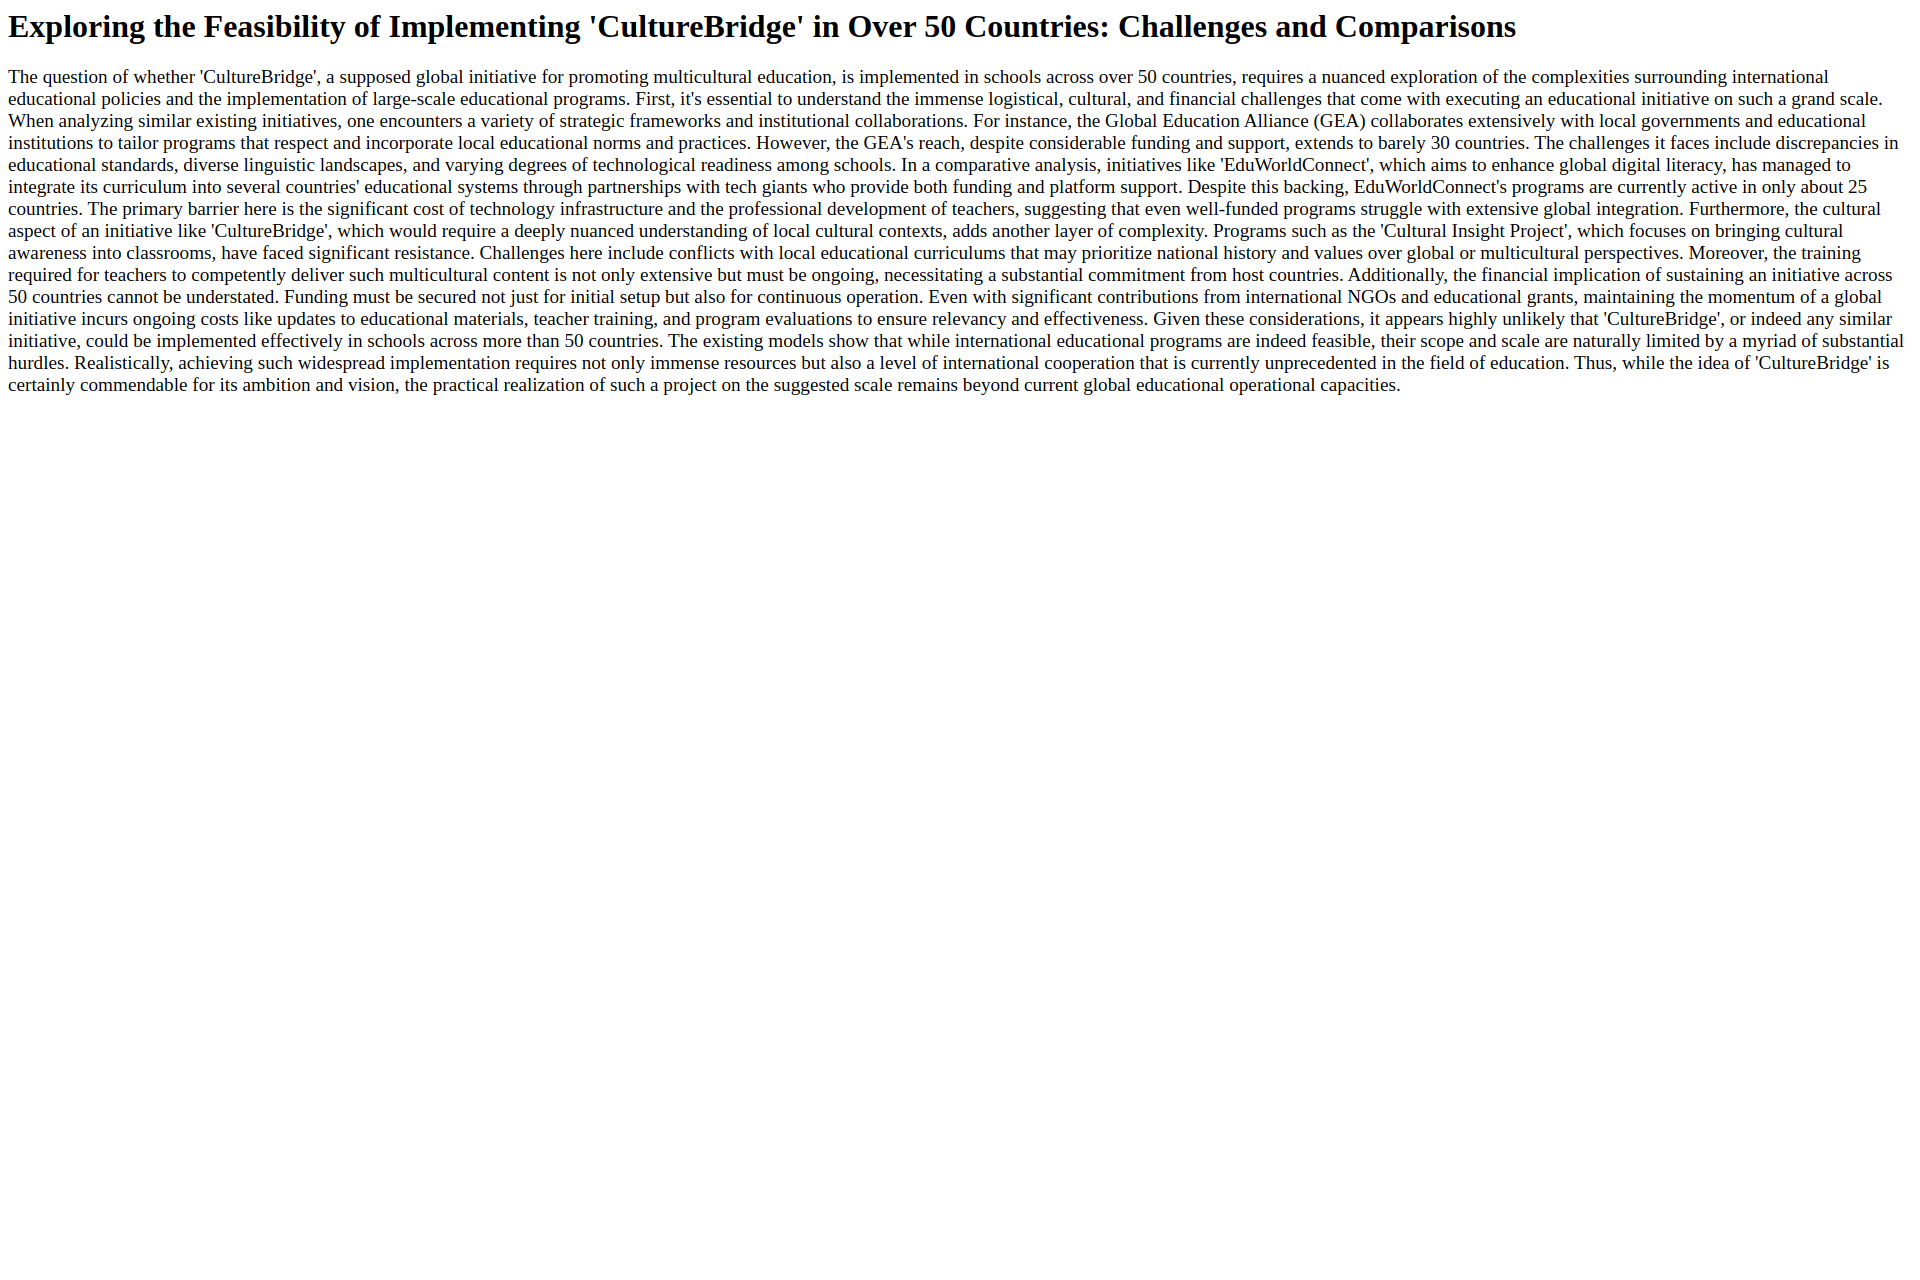 Exploring the Feasibility of Implementing 'CultureBridge' in Over 50 Countries: Challenges and Comparisons
The question of whether 'CultureBridge', a supposed global initiative for promoting multicultural education, is implemented in schools across over 50 countries, requires a nuanced exploration of the complexities surrounding international
educational policies and the implementation of large-scale educational programs. First, it's essential to understand the immense logistical, cultural, and financial challenges that come with executing an educational initiative on such a grand scale.
When analyzing similar existing initiatives, one encounters a variety of strategic frameworks and institutional collaborations. For instance, the Global Education Alliance (GEA) collaborates extensively with local governments and educational
institutions to tailor programs that respect and incorporate local educational norms and practices. However, the GEA's reach, despite considerable funding and support, extends to barely 30 countries. The challenges it faces include discrepancies in
educational standards, diverse linguistic landscapes, and varying degrees of technological readiness among schools. In a comparative analysis, initiatives like 'EduWorldConnect', which aims to enhance global digital literacy, has managed to
integrate its curriculum into several countries' educational systems through partnerships with tech giants who provide both funding and platform support. Despite this backing, EduWorldConnect's programs are currently active in only about 25
countries. The primary barrier here is the significant cost of technology infrastructure and the professional development of teachers, suggesting that even well-funded programs struggle with extensive global integration. Furthermore, the cultural
aspect of an initiative like 'CultureBridge', which would require a deeply nuanced understanding of local cultural contexts, adds another layer of complexity. Programs such as the 'Cultural Insight Project', which focuses on bringing cultural
awareness into classrooms, have faced significant resistance. Challenges here include conflicts with local educational curriculums that may prioritize national history and values over global or multicultural perspectives. Moreover, the training
required for teachers to competently deliver such multicultural content is not only extensive but must be ongoing, necessitating a substantial commitment from host countries. Additionally, the financial implication of sustaining an initiative across
50 countries cannot be understated. Funding must be secured not just for initial setup but also for continuous operation. Even with significant contributions from international NGOs and educational grants, maintaining the momentum of a global
initiative incurs ongoing costs like updates to educational materials, teacher training, and program evaluations to ensure relevancy and effectiveness. Given these considerations, it appears highly unlikely that 'CultureBridge', or indeed any similar
initiative, could be implemented effectively in schools across more than 50 countries. The existing models show that while international educational programs are indeed feasible, their scope and scale are naturally limited by a myriad of substantial
hurdles. Realistically, achieving such widespread implementation requires not only immense resources but also a level of international cooperation that is currently unprecedented in the field of education. Thus, while the idea of 'CultureBridge' is
certainly commendable for its ambition and vision, the practical realization of such a project on the suggested scale remains beyond current global educational operational capacities.